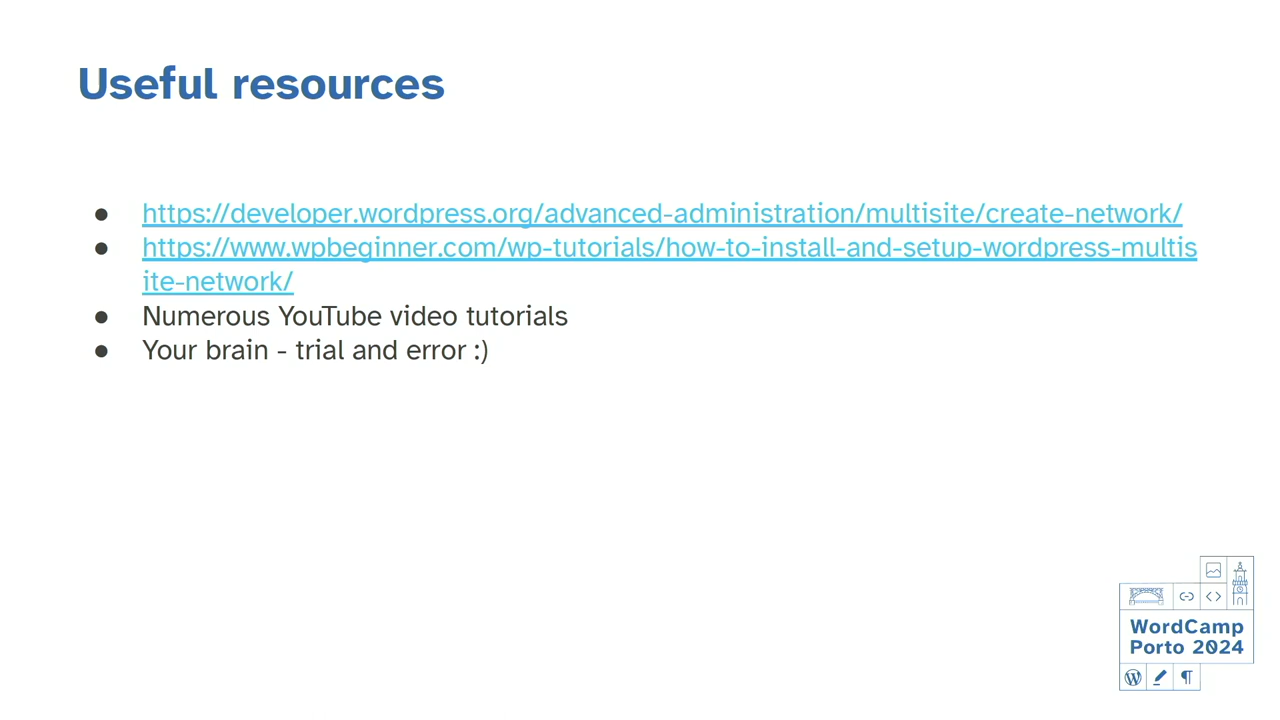 Useful resources
● https://developer.wordpress.org/advanced-administration/multisite/create-network/
● https://www.wpbeginner.com/wp-tutorials/how-to-install-and-setup-wordpress-multis
ite-network/
● Numerous YouTube video tutorials
● Your brain - trial and error :)
WordCamp
Porto 2024